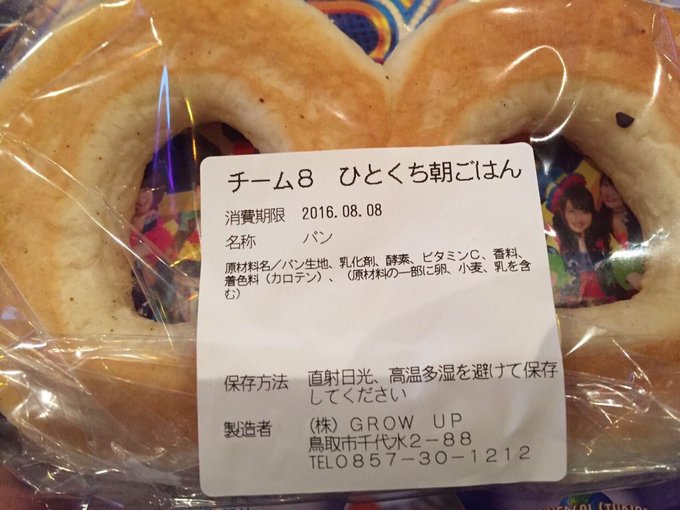 チーム8 ひとくち朝ごはん
消費期限 2016.08.08
名称 パン
原材料名/パン生地、乳化剤、酵素、ビタミンC、香料、
着色料(カロテン)、(原材料の一部に卵、小麦、乳を含
む)
保存方法 直射日光、高温多湿を避けて保存
してください
製造者 (株)GROW UP
鳥取市千代水2-88
TEL0857-30-1212